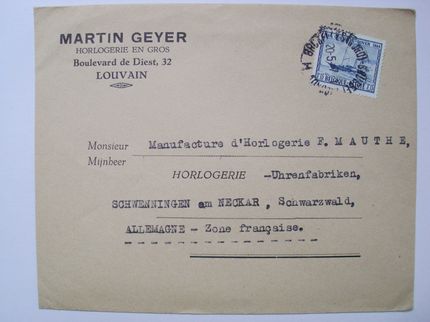 MARTIN GEYER
HORLOGERIE EN GROS
Boulevard de Diest, 32
LOUVAIN
Monsieur Manufacture d'Horlogerie F. MAUTHE,
Mijnheer
HORLOGERIE -Uhrenfabriken,
SCHWENNINGEN am NECKAR, Schwarzwald,
ALLEMAGNE - Zone française.